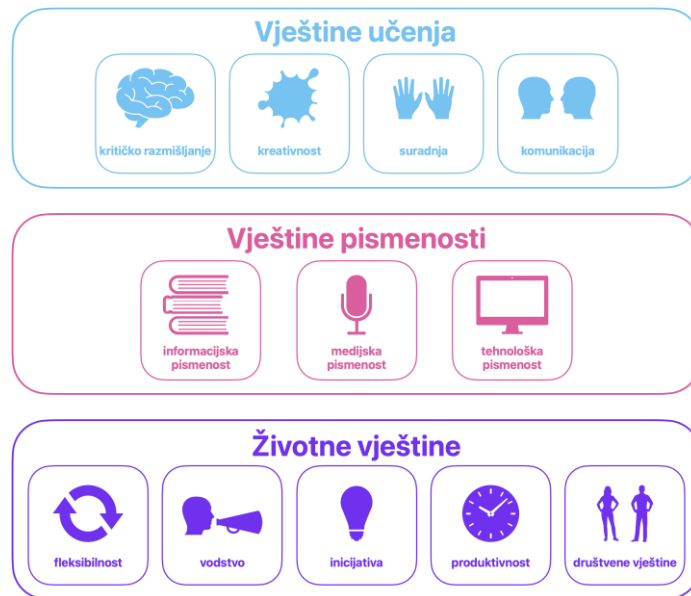 Vještine učenja
kritičko razmišljanje
kreativnost
suradnja
komunikacija
Vještine pismenosti
informacijska
pismenost
medijska
pismenost
tehnološka
pismenost
Životne vještine
fleksibilnost
vodstvo
inicijativa
produktivnost
društvene vještine